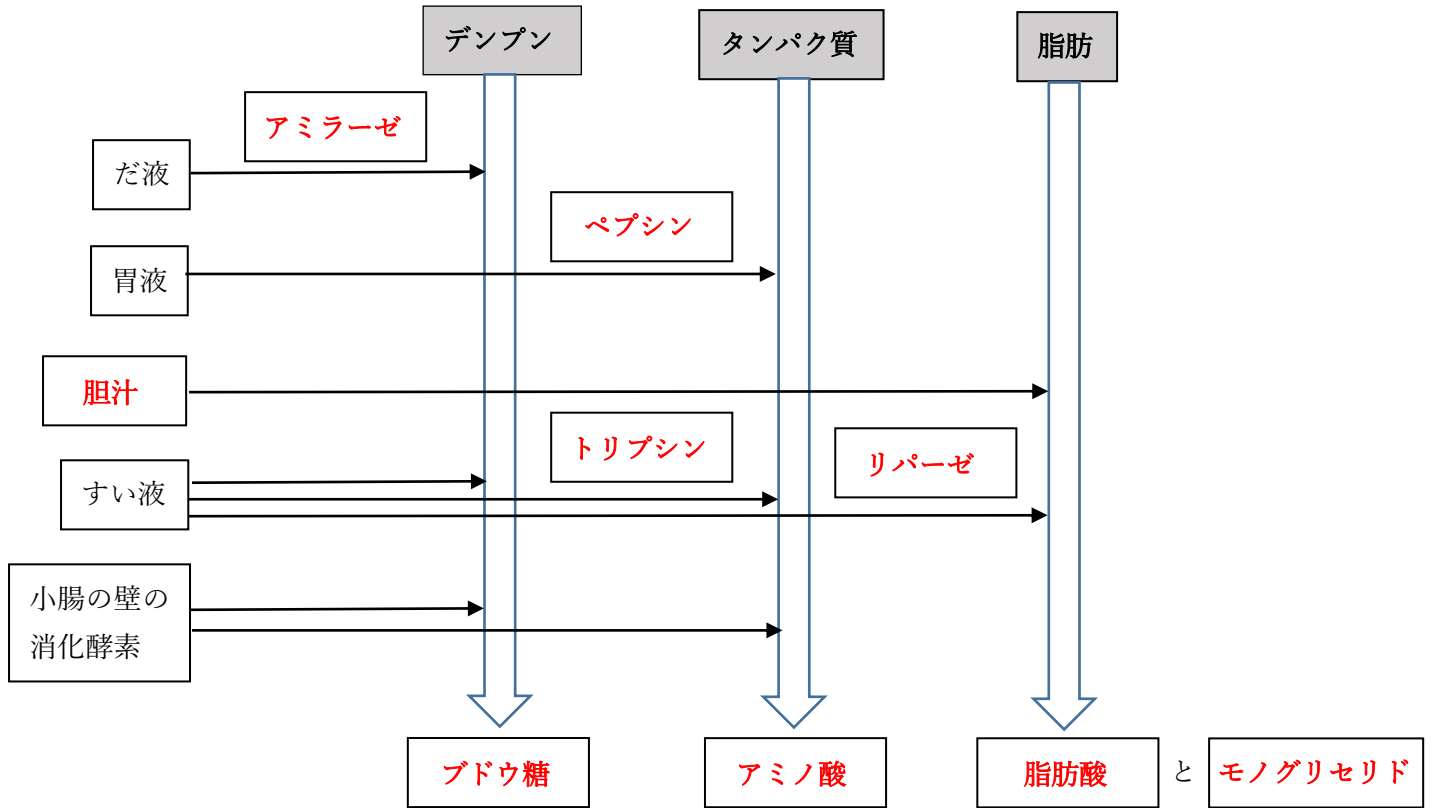 デンプン
タンパク質
脂肪
アミラーゼ
だ液
ペプシン
胃液
胆汁
トリプシン
リパーゼ
すい液
小腸の壁の
消化酵素
ブドウ糖
アミノ酸
脂肪酸 と モノグリセリド